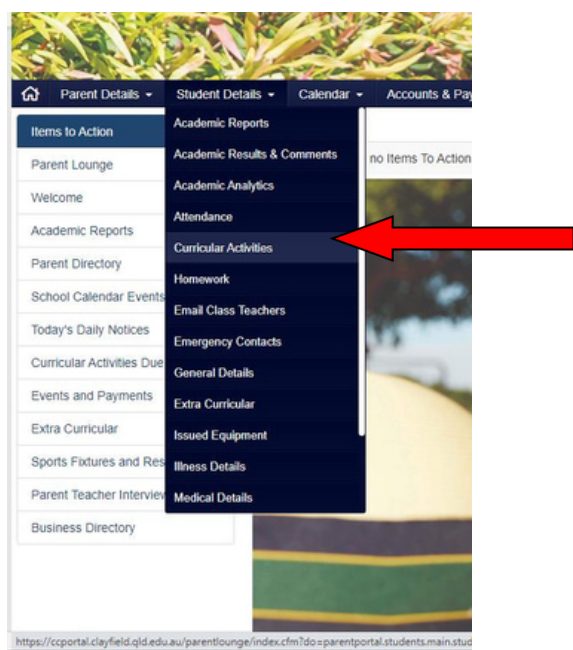 Parent Details Student Details Calendar Accounts & Pay
Items to Action
Parent Lounge
Welcome
Academic Reports
Parent Directory
School Calendar Events
Today's Daily Notices
Curricular Activities Due
Events and Payments
Extra Curricular
Sports Fixtures and Res
Parent Teacher Interview
Business Directory
Academic Reports
Academic Results & Comments
Academic Analytics
Attendance
Curricular Activities
Homework
Email Class Teachers
Emergency Contacts
General Details
Extra Curricular
Issued Equipment
Illness Details
Medical Details
no Items To Action
https://ccportal.clayfield.qld.edu.au/parentlounge/index.cfm?do=parentportal.students.main.stud